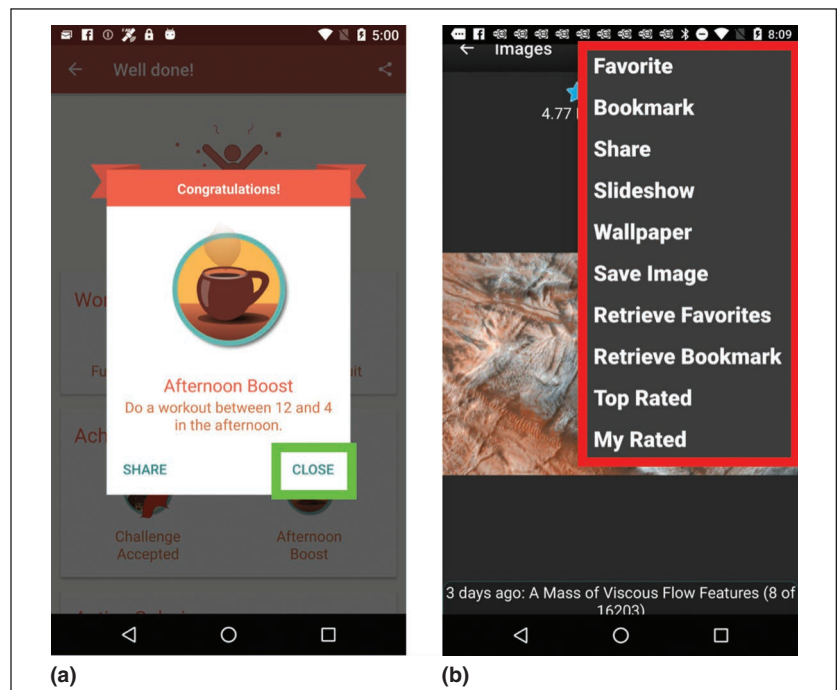 5:00
Well done!
Congratulations!
Wor
Fu
it
Afternoon Boost
Do a workout between 12 and 4
in the afternoon.
Ach
SHARE
CLOSE
Challenge
Accepted
Afternoon
Boost
(a)
8:09
Images
4.77
Favorite
Bookmark
Share
Slideshow
Wallpaper
Save Image
Retrieve Favorites
Retrieve Bookmark
Top Rated
My Rated
3 days ago: A Mass of Viscous Flow Features (8 of
16203)
(b)